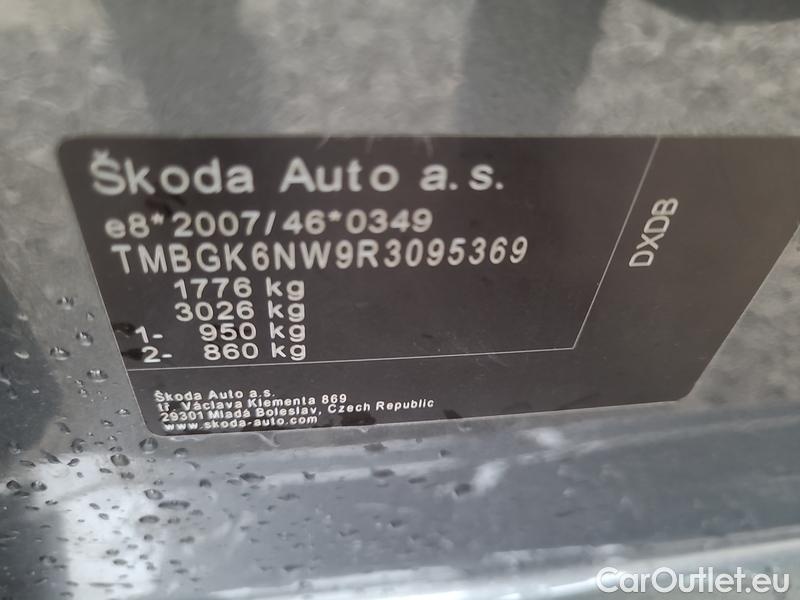 Škoda Auto a.s.
e8*2007/46*0349
TMBGK6NW9R3095369
1776 kg
3026 kg
1- 950 kg
2- 860 kg
DXDB
Škoda Auto a.s.
tř. Václava Klementa 869
29301 Mladá Boleslav, Czech Republic
www.skoda-auto.com
CarOutlet.eu